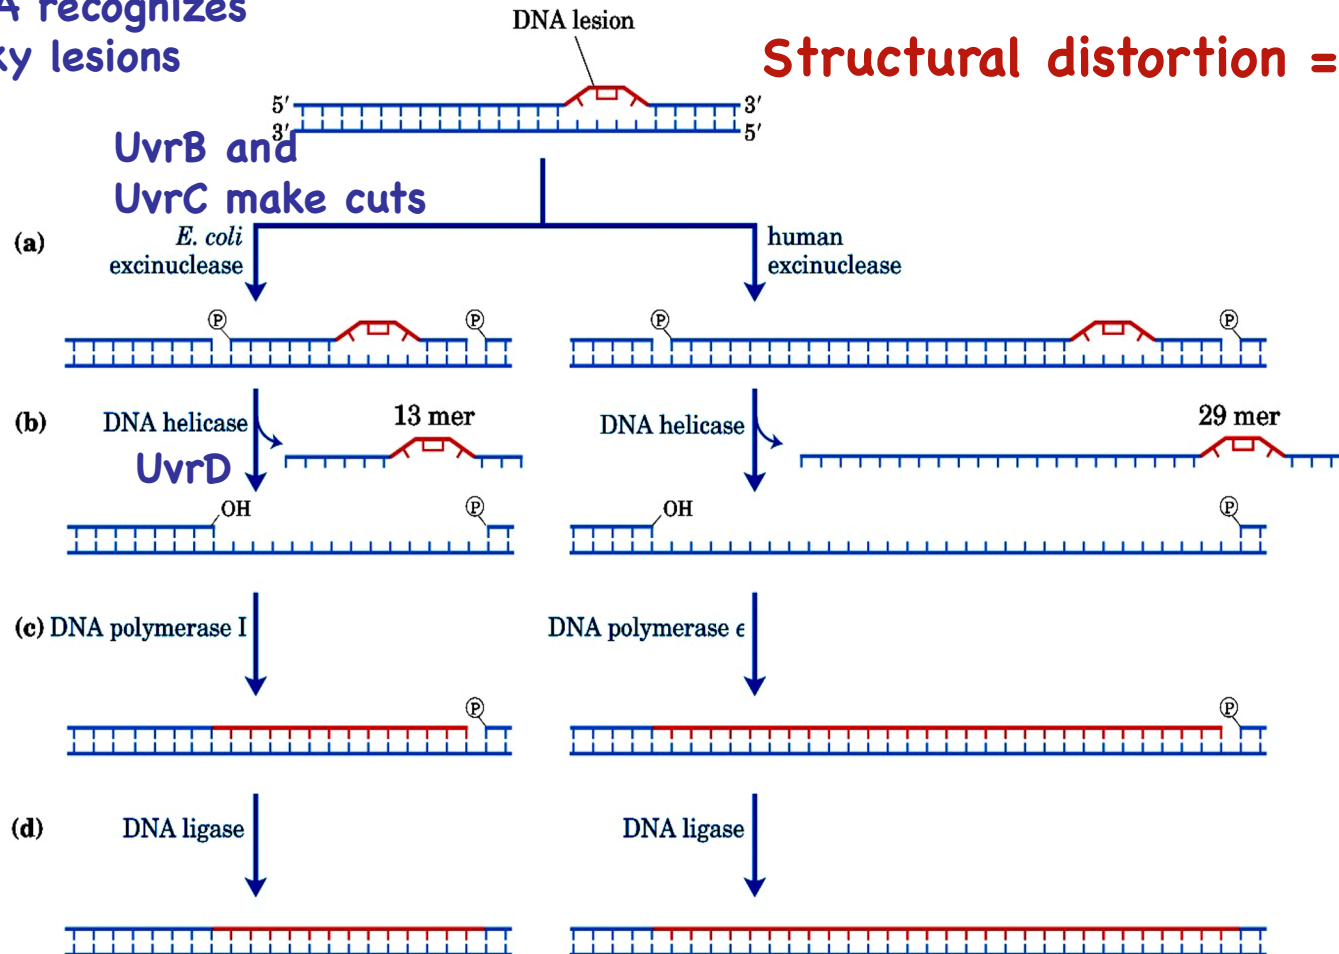 A recognizes
ky lesions
DNA lesion
Structural distortion =
5′ 3′
3′ 5′
UvrB and
UvrC make cuts
(a)
E. coli
excinuclease
human
excinuclease
P P P P
(b)
DNA helicase
13 mer
DNA helicase
29 mer
UvrD
OH P OH P
(c) DNA polymerase I
DNA polymerase ϵ
P P
(d)
DNA ligase
DNA ligase